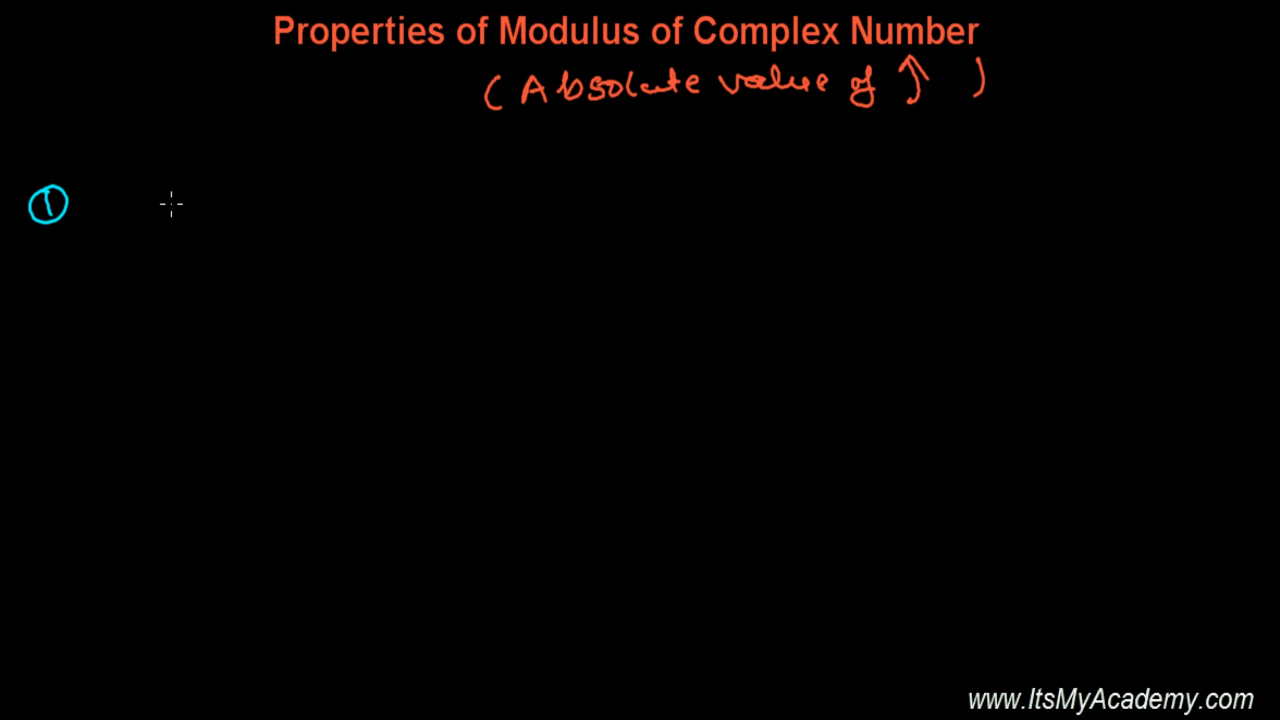 Properties of Modulus of Complex Number
( Absolute value of ↑ )
①
www.ItsMyAcademy.com